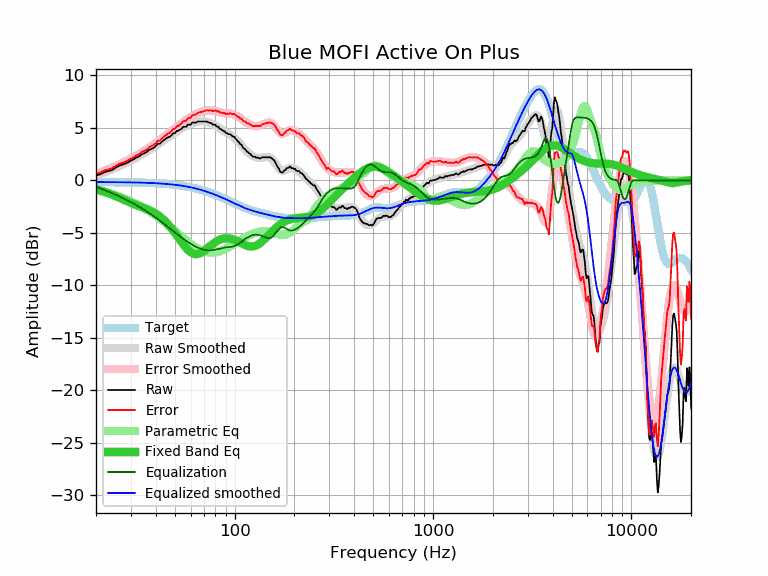 Blue MOFI Active On Plus
Amplitude (dBr)
10
5
0
−5
−10
−15
−20
−25
−30
Target
Raw Smoothed
Error Smoothed
Raw
Error
Parametric Eq
Fixed Band Eq
Equalization
Equalized smoothed
100
1000
10000
Frequency (Hz)